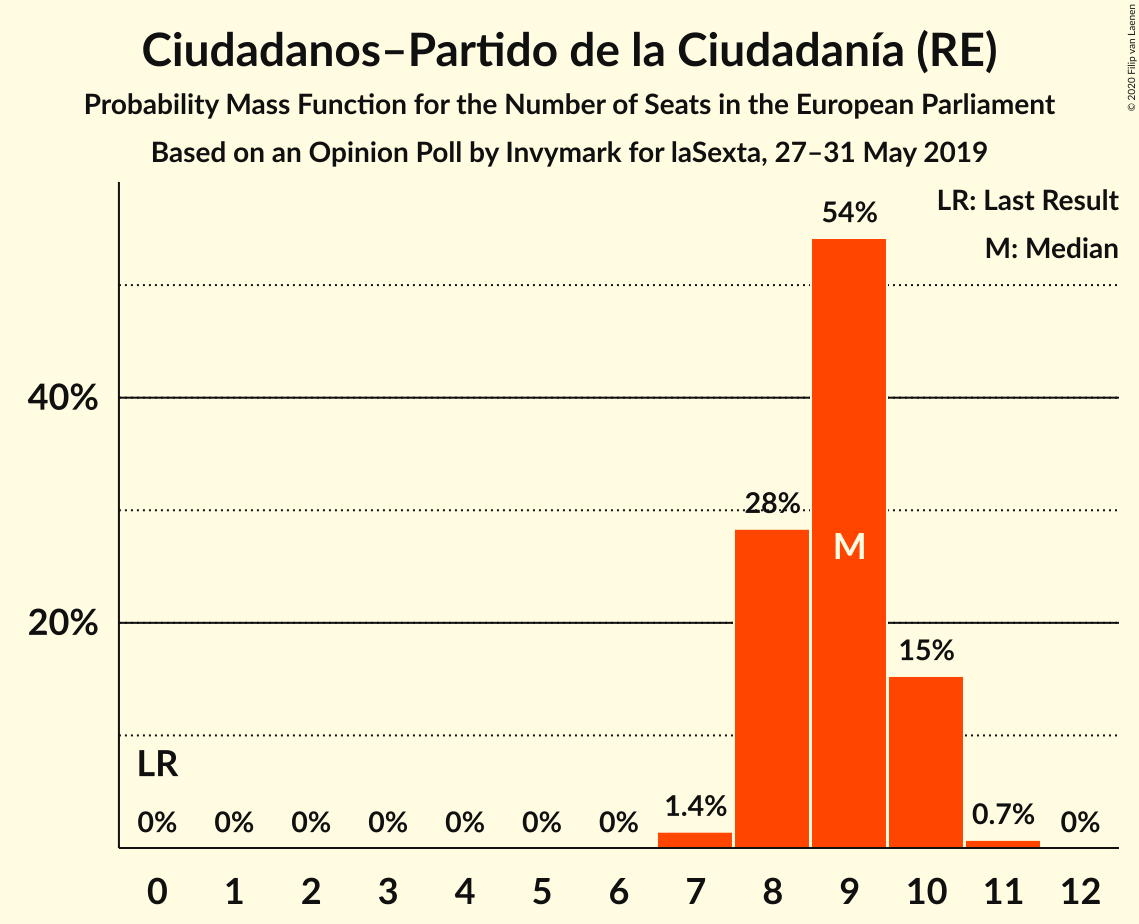 Ciudadanos–Partido de la Ciudadanía (RE)
Probability Mass Function for the Number of Seats in the European Parliament
Based on an Opinion Poll by Invymark for laSexta, 27–31 May 2019
© 2020 Filip van Laenen
LR: Last Result
M: Median
54%
40%
28%
M
20%
15%
LR
0% 0% 0% 0% 0% 0% 0% 1.4% 0.7% 0%
0 1 2 3 4 5 6 7 8 9 10 11 12